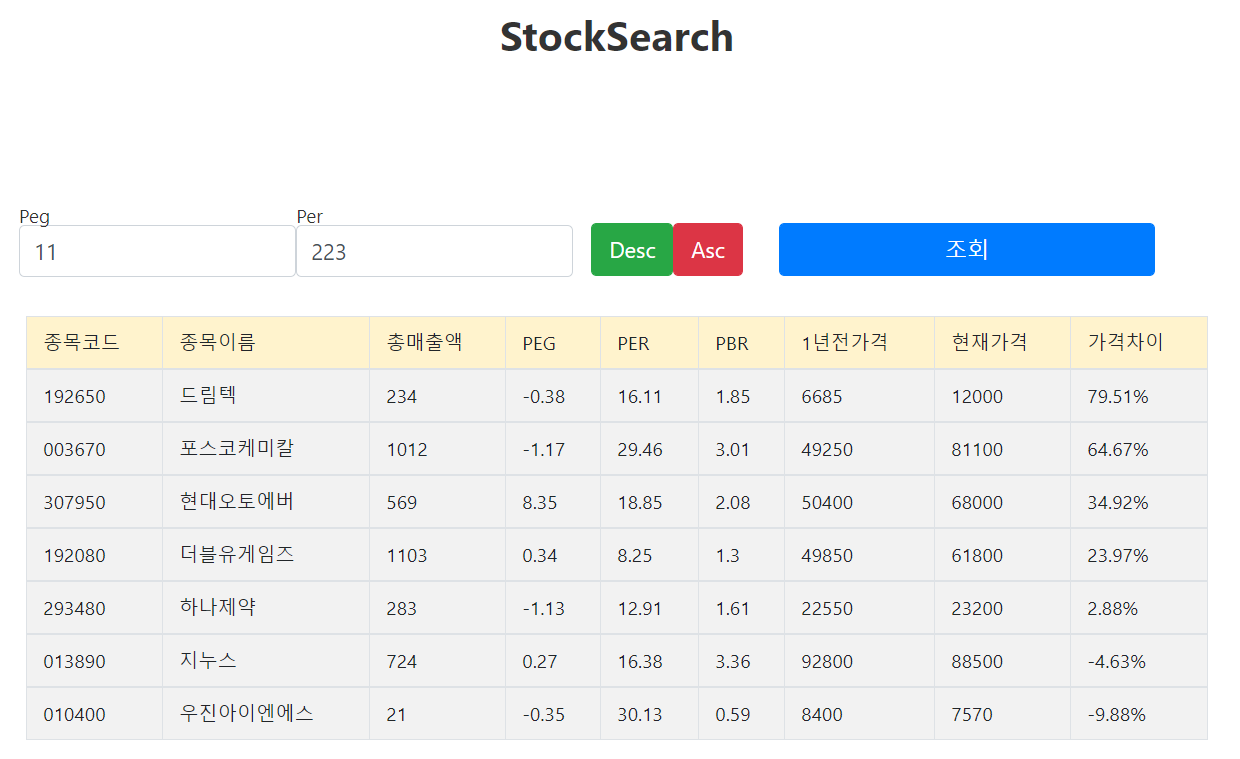 StockSearch
Peg Per
11 223 Desc Asc 조회
종목코드 종목이름 총매출액 PEG PER PBR 1년전가격 현재가격 가격차이
192650 드림텍 234 -0.38 16.11 1.85 6685 12000 79.51%
003670 포스코케미칼 1012 -1.17 29.46 3.01 49250 81100 64.67%
307950 현대오토에버 569 8.35 18.85 2.08 50400 68000 34.92%
192080 더블유게임즈 1103 0.34 8.25 1.3 49850 61800 23.97%
293480 하나제약 283 -1.13 12.91 1.61 22550 23200 2.88%
013890 지누스 724 0.27 16.38 3.36 92800 88500 -4.63%
010400 우진아이엔에스 21 -0.35 30.13 0.59 8400 7570 -9.88%